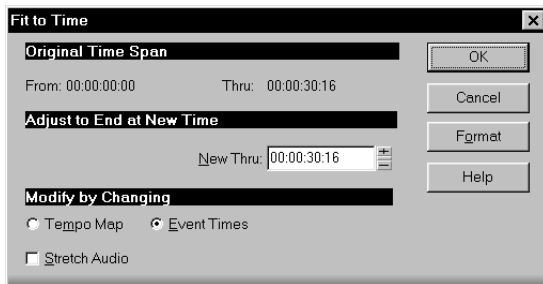 Fit to Time
Original Time Span
OK
From: 00:00:00:00 Thru: 00:00:30:16
Cancel
Adjust to End at New Time
Format
New Thru: 00:00:30:16
Help
Modify by Changing
Tempo Map Event Times
Stretch Audio